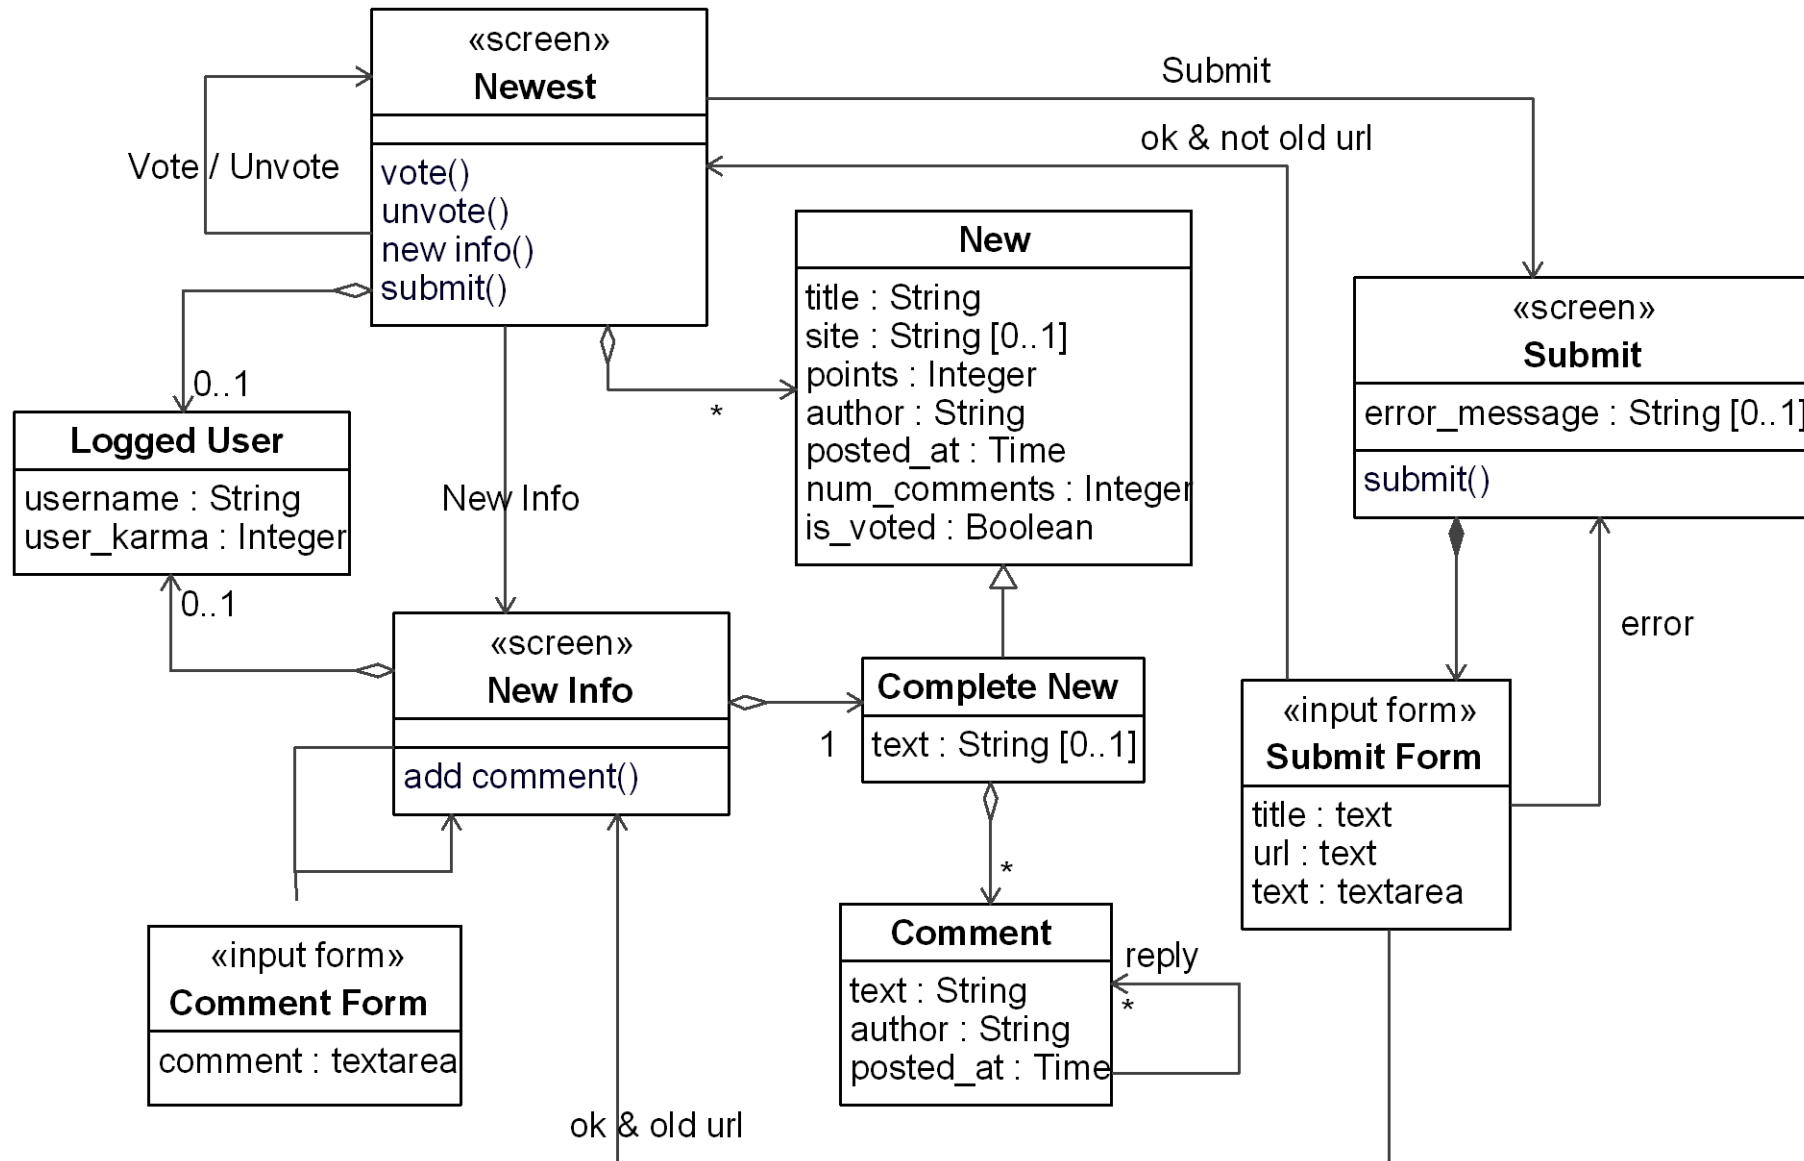 «screen»
Newest
vote()
unvote()
new info()
submit()
Vote / Unvote
Submit
ok & not old url
New
title : String
site : String [0..1]
points : Integer
author : String
posted_at : Time
num_comments : Integer
is_voted : Boolean
«screen»
Submit
error_message : String [0..1]
submit()
0..1
*
Logged User
username : String
user_karma : Integer
New Info
0..1
error
«screen»
New Info
add comment()
1
Complete New
text : String [0..1]
«input form»
Submit Form
title : text
url : text
text : textarea
*
Comment
text : String
author : String
posted_at : Time
reply
*
«input form»
Comment Form
comment : textarea
ok & old url